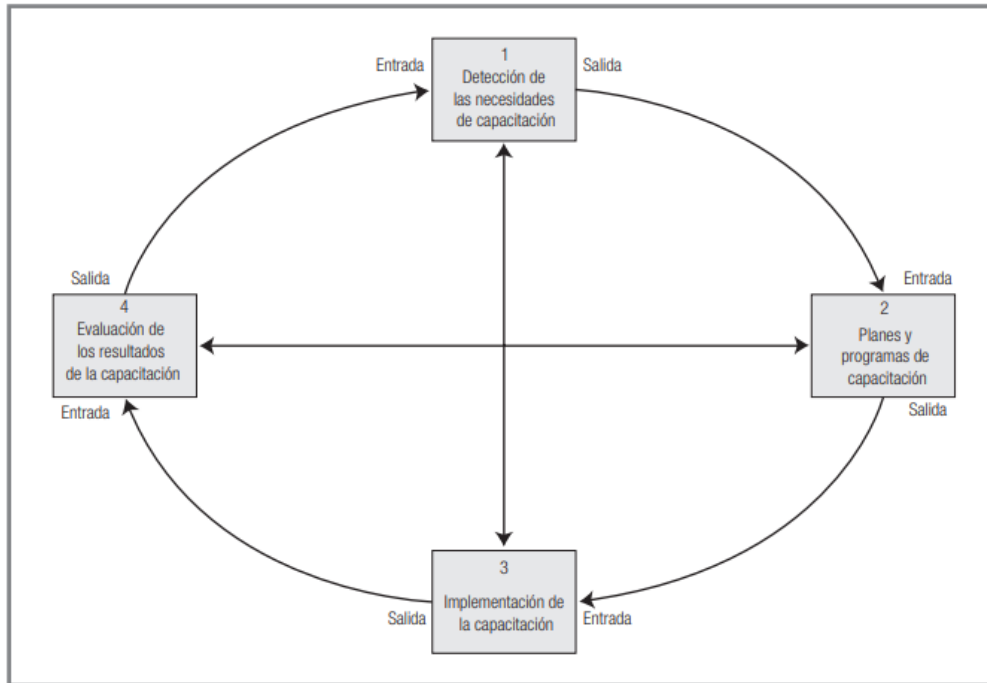 1
Detección de
las necesidades
de capacitación
Entrada
Salida
Salida
4
Evaluación de
los resultados
de la capacitación
Entrada
Entrada
2
Planes y
programas de
capacitación
Salida
3
Implementación de
la capacitación
Salida
Entrada